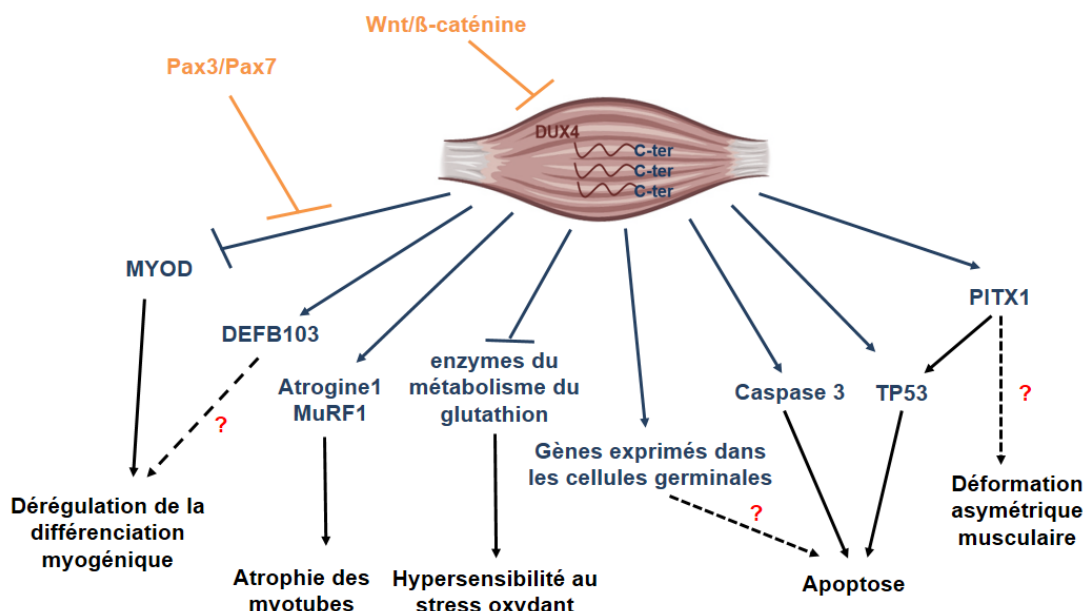 Wnt/ß-caténine
Pax3/Pax7
DUX4
C-ter
C-ter
C-ter
MYOD
PITX1
DEFB103
enzymes du
métabolisme du
glutathion
Atrogine1
MuRF1
Caspase 3
TP53
?
?
Gènes exprimés dans
les cellules germinales
?
Dérégulation de la
différenciation
myogénique
Déformation
asymétrique
musculaire
Atrophie des
myotubes
Hypersensibilité au
stress oxydant
Apoptose